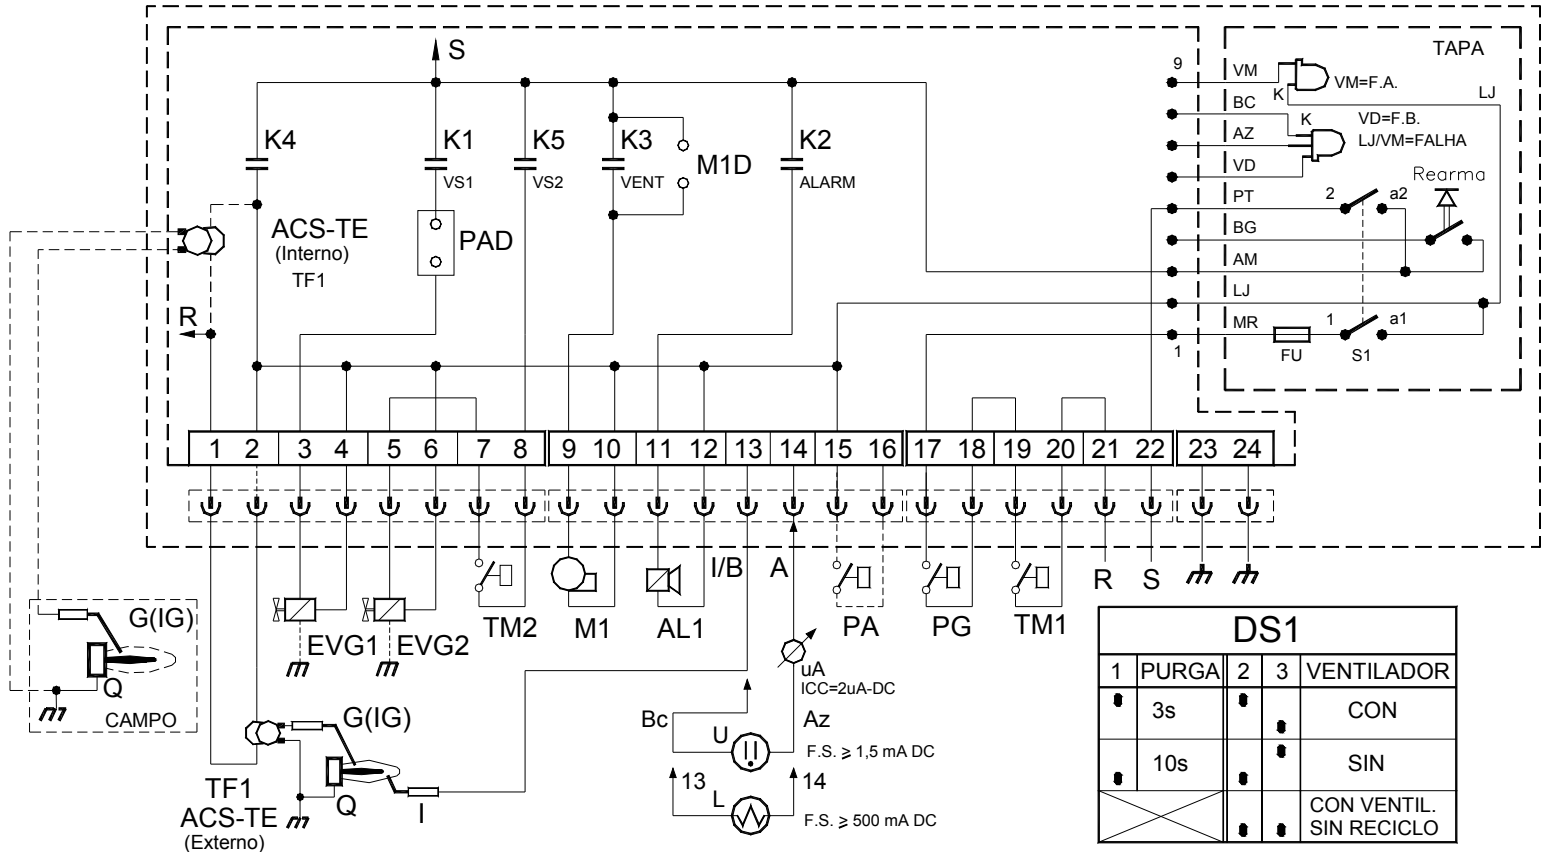 S
TAPA
9
VM
VM=F.A.
K
LJ
BC
K
VD=F.B.
AZ
LJ/VM=FALHA
VD
Rearma
PT
2
a2
BG
AM
LJ
MR
1
a1
1
FU
S1
K4
K1
VS1
K5
VS2
K3
VENT
M1D
K2
ALARM
ACS-TE
(Interno)
TF1
PAD
R
1 2 3 4 5 6 7 8 9 10 11 12 13 14 15 16 17 18 19 20 21 22 23 24
I/B
A
R
S
EVG1
EVG2
TM2
M1
AL1
PA
PG
TM1
G(IG)
Q
CAMPO
G(IG)
Q
I
TF1
ACS-TE
(Externo)
uA
ICC=2uA-DC
Bc
Az
U
F.S. ≥ 1,5 mA DC
13
14
L
F.S. ≥ 500 mA DC
DS1
1 PURGA 2 3 VENTILADOR
3s CON
10s SIN
CON VENTIL.
SIN RECICLO